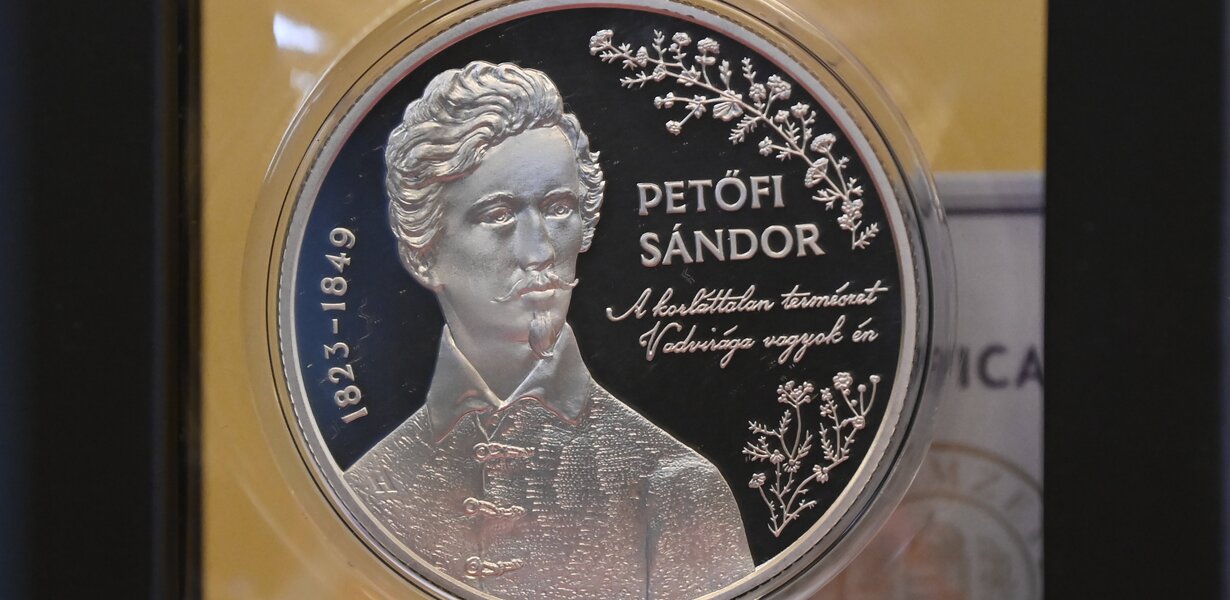 PETŐFI
SÁNDOR
A korláttalan természet
Vadvirága vagyok én
1823-1849